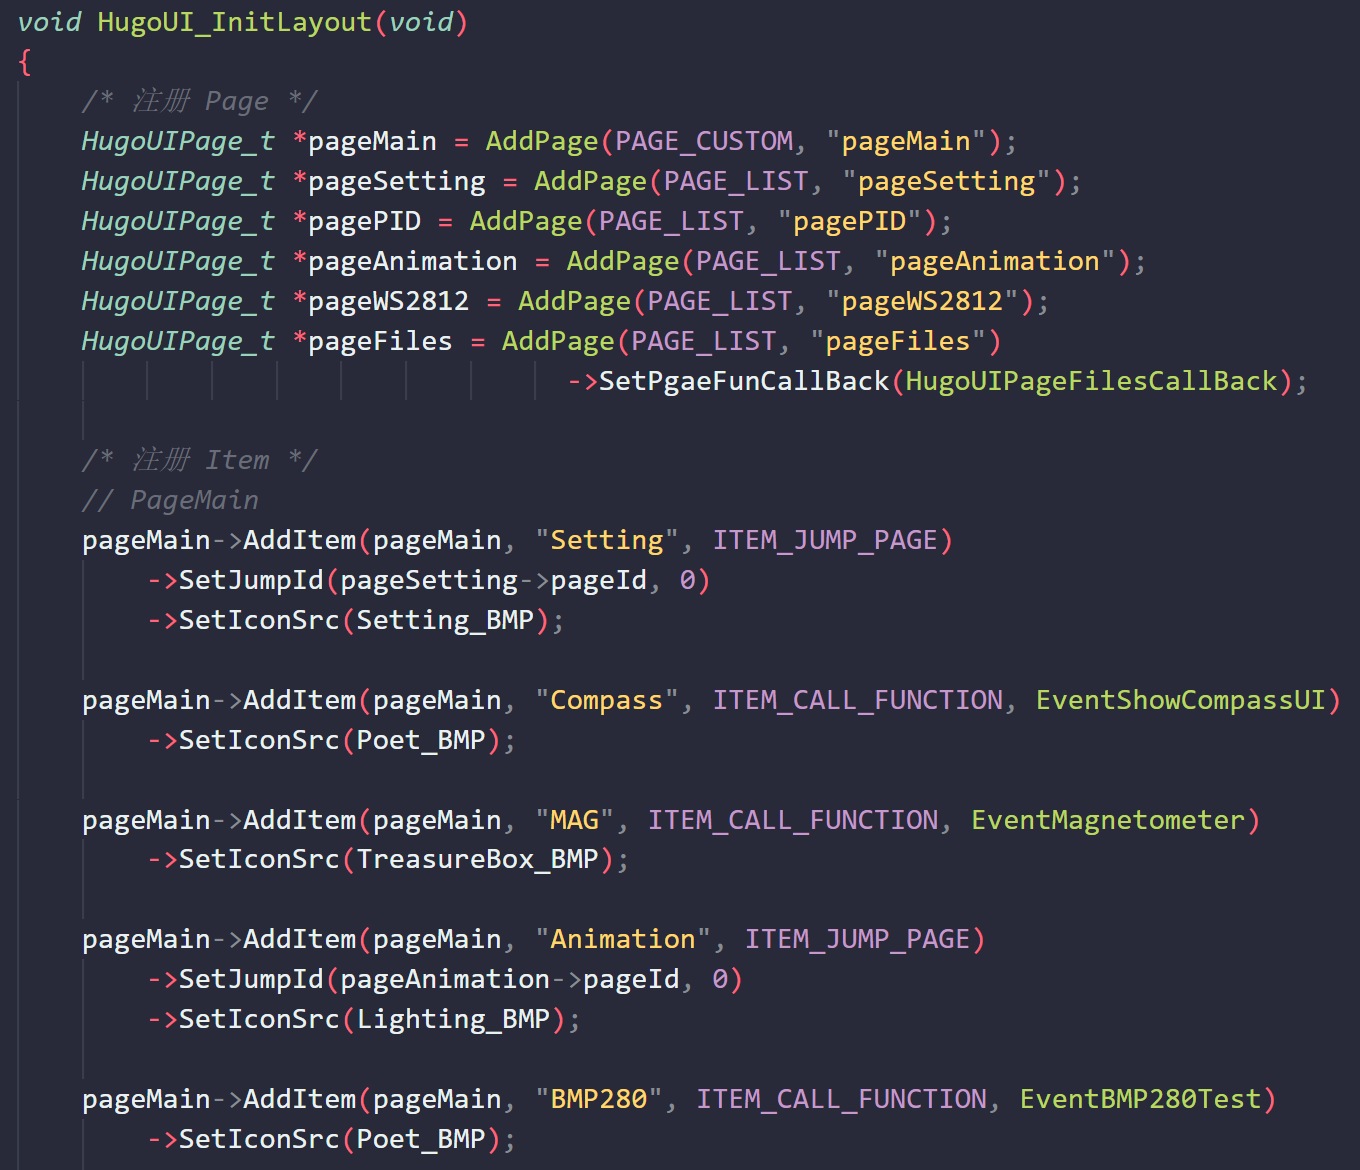 void HugoUI_InitLayout(void)
{
/* 注册 Page */
HugoUIPage_t *pageMain = AddPage(PAGE_CUSTOM, "pageMain");
HugoUIPage_t *pageSetting = AddPage(PAGE_LIST, "pageSetting");
HugoUIPage_t *pagePID = AddPage(PAGE_LIST, "pagePID");
HugoUIPage_t *pageAnimation = AddPage(PAGE_LIST, "pageAnimation");
HugoUIPage_t *pageWS2812 = AddPage(PAGE_LIST, "pageWS2812");
HugoUIPage_t *pageFiles = AddPage(PAGE_LIST, "pageFiles")
->SetPgaeFunCallBack(HugoUIPageFilesCallBack);
/* 注册 Item */
// PageMain
pageMain->AddItem(pageMain, "Setting", ITEM_JUMP_PAGE)
->SetJumpId(pageSetting->pageId, 0)
->SetIconSrc(Setting_BMP);
pageMain->AddItem(pageMain, "Compass", ITEM_CALL_FUNCTION, EventShowCompassUI)
->SetIconSrc(Poet_BMP);
pageMain->AddItem(pageMain, "MAG", ITEM_CALL_FUNCTION, EventMagnetometer)
->SetIconSrc(TreasureBox_BMP);
pageMain->AddItem(pageMain, "Animation", ITEM_JUMP_PAGE)
->SetJumpId(pageAnimation->pageId, 0)
->SetIconSrc(Lighting_BMP);
pageMain->AddItem(pageMain, "BMP280", ITEM_CALL_FUNCTION, EventBMP280Test)
->SetIconSrc(Poet_BMP);